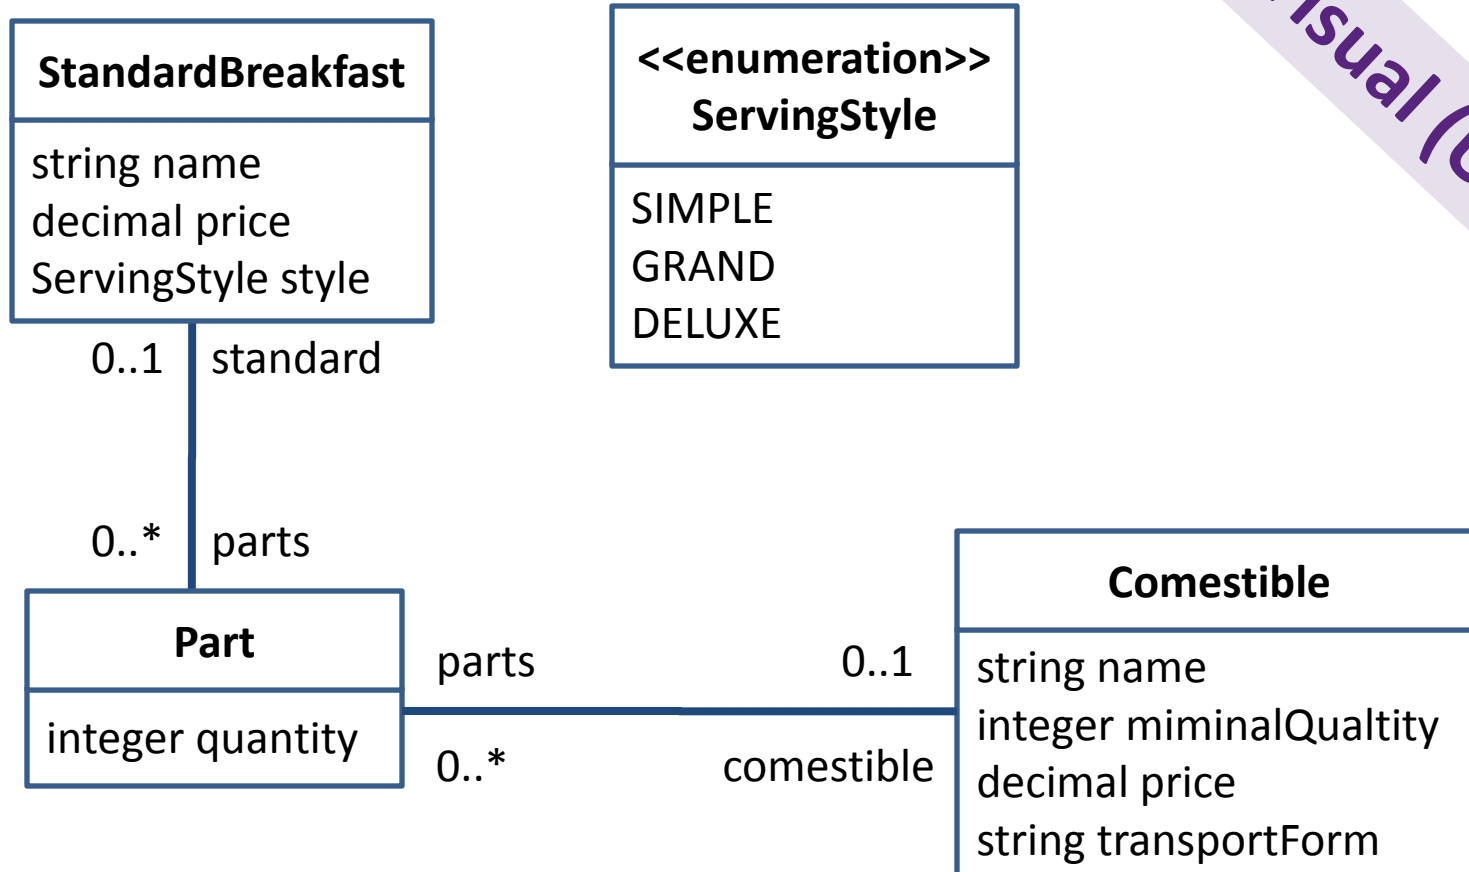 StandardBreakfast
string name
decimal price
ServingStyle style
<<enumeration>>
ServingStyle
SIMPLE
GRAND
DELUXE
0..1 standard
0..* parts
Part
integer quantity
parts 0..1
0..* comestible
Comestible
string name
integer miminalQualtity
decimal price
string transportForm